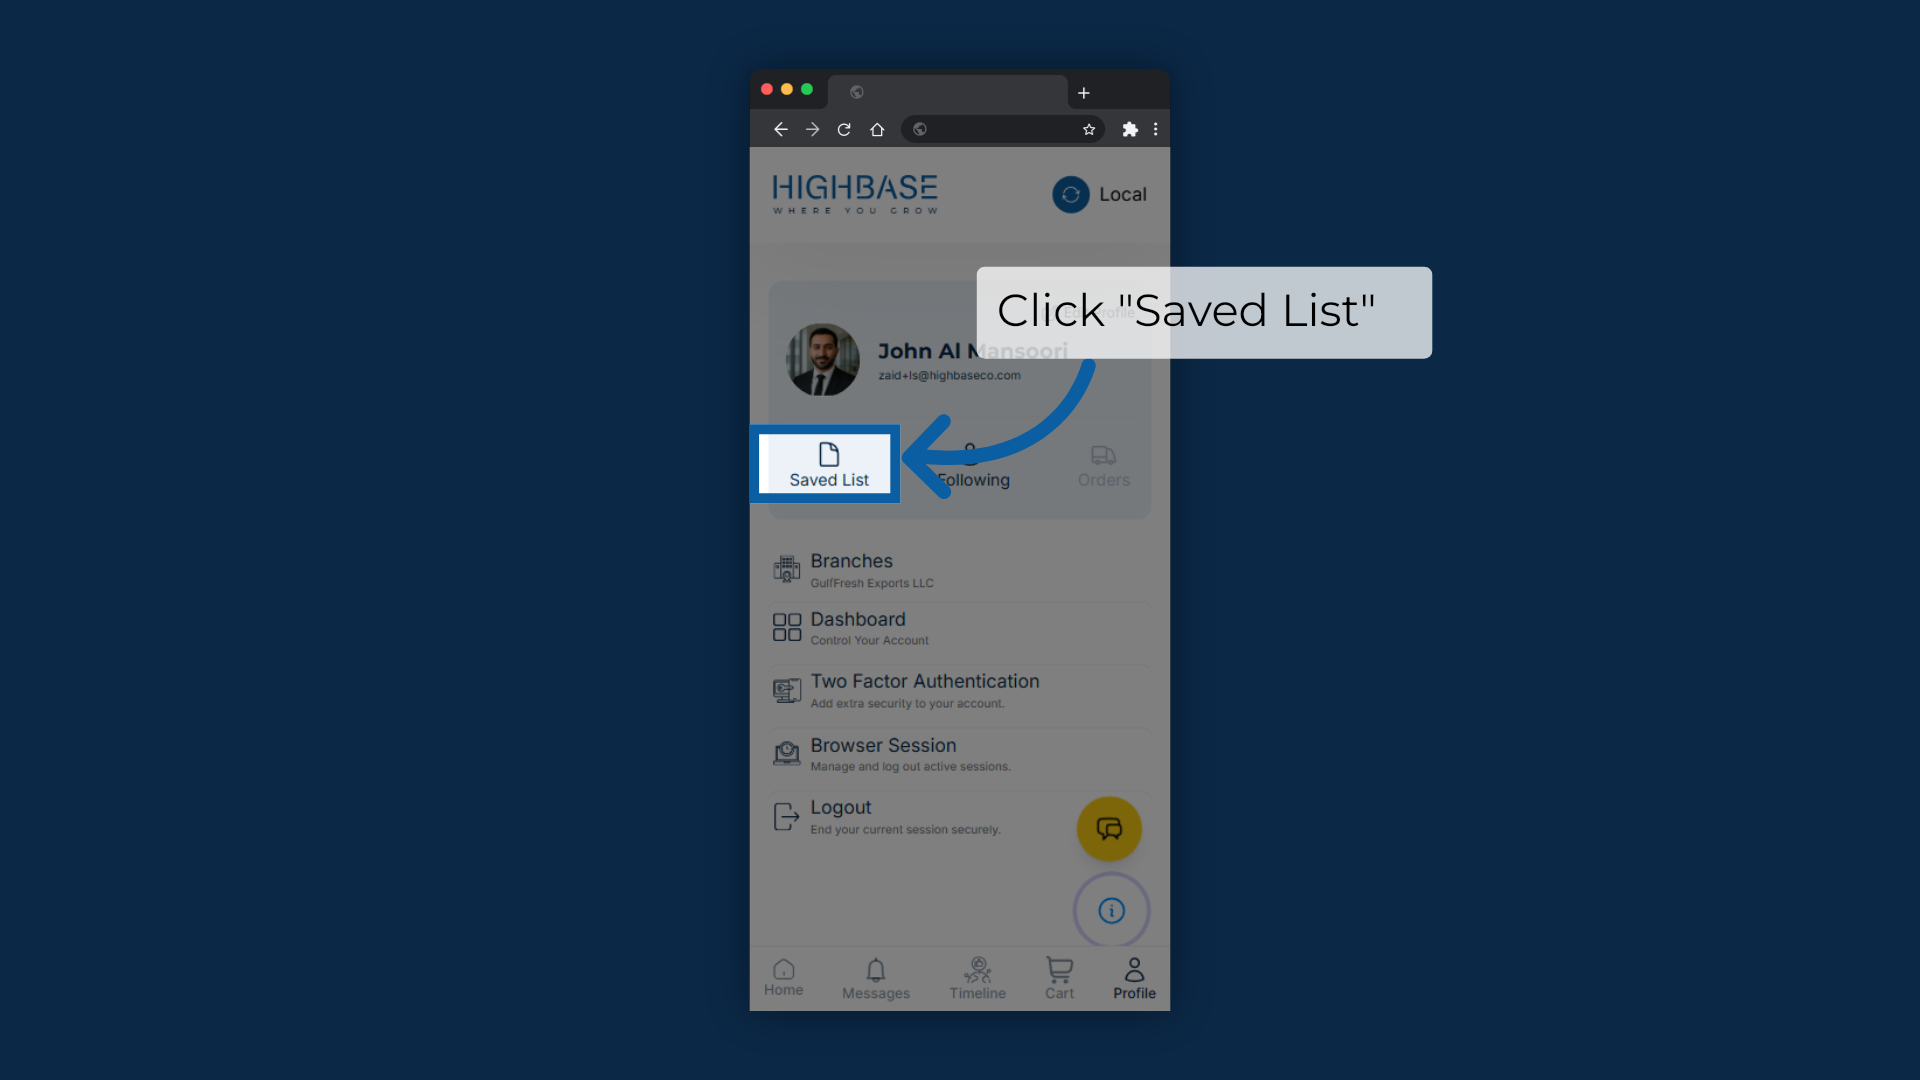 HIGHBASE
WHERE YOU GROW
Local
Click "Saved List"
Edit Profile
John Al Mansoori
zaid+ls@highbaseco.com
Saved List
Following
Orders
Branches
GulfFresh Exports LLC
Dashboard
Control Your Account
Two Factor Authentication
Add extra security to your account.
Browser Session
Manage and log out active sessions.
Logout
End your current session securely.
Home
Messages
Timeline
Cart
Profile